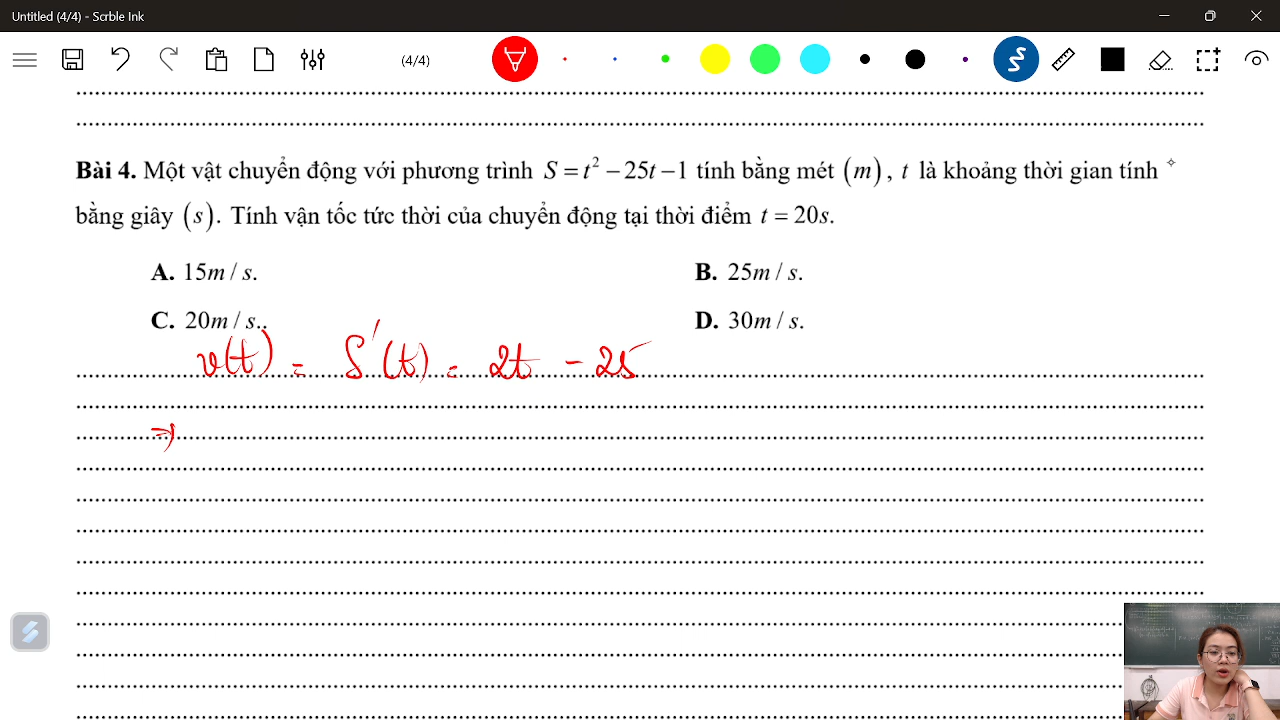 Untitled (4/4) - Scrble Ink
(4/4)
Bài 4. Một vật chuyển động với phương trình S = t² − 25t − 1 tính bằng mét (m), t là khoảng thời gian tính
bằng giây (s). Tính vận tốc tức thời của chuyển động tại thời điểm t = 20s.
A. 15m / s.
B. 25m / s.
C. 20m / s..
D. 30m / s.
v(t) = S'(t) = 2t - 25
⇒